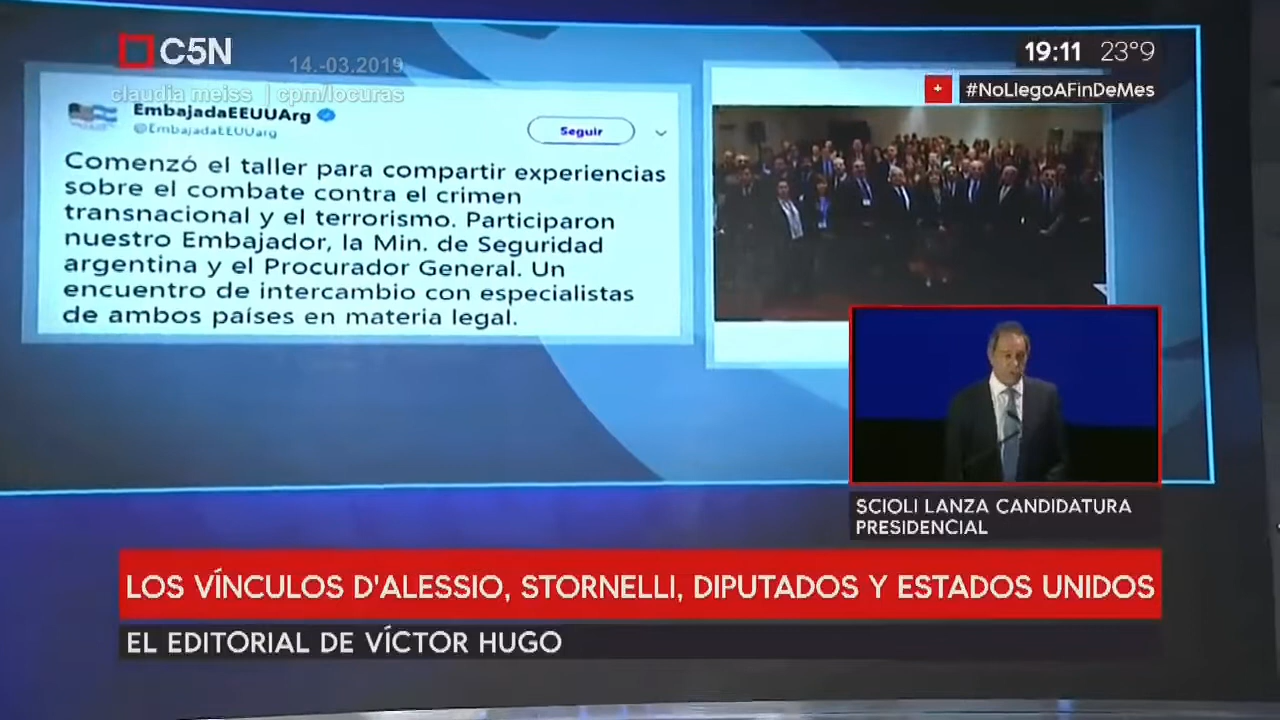 C5N
14.-03.2019
claudia meiss | cpm/locuras
19:11 23°9
+ #NoLlegoAFinDeMes
EmbajadaEEUUArg
@EmbajadaEEUUarg
Seguir
Comenzó el taller para compartir experiencias
sobre el combate contra el crimen
transnacional y el terrorismo. Participaron
nuestro Embajador, la Min. de Seguridad
argentina y el Procurador General. Un
encuentro de intercambio con especialistas
de ambos países en materia legal.
SCIOLI LANZA CANDIDATURA
PRESIDENCIAL
LOS VÍNCULOS D'ALESSIO, STORNELLI, DIPUTADOS Y ESTADOS UNIDOS
EL EDITORIAL DE VÍCTOR HUGO